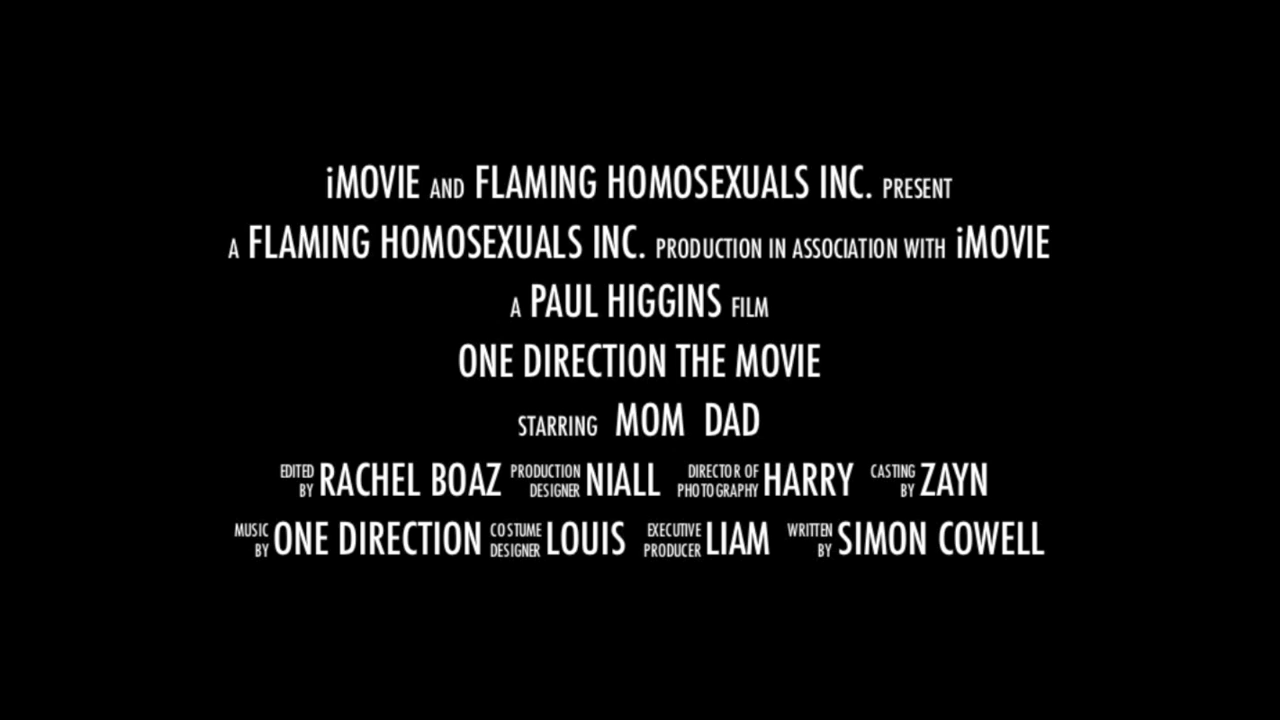 iMOVIE AND FLAMING HOMOSEXUALS INC. PRESENT
A FLAMING HOMOSEXUALS INC. PRODUCTION IN ASSOCIATION WITH iMOVIE
A PAUL HIGGINS FILM
ONE DIRECTION THE MOVIE
STARRING MOM DAD
EDITED BY RACHEL BOAZ PRODUCTION DESIGNER NIALL DIRECTOR OF PHOTOGRAPHY HARRY CASTING BY ZAYN
MUSIC BY ONE DIRECTION COSTUME DESIGNER LOUIS EXECUTIVE PRODUCER LIAM WRITTEN BY SIMON COWELL